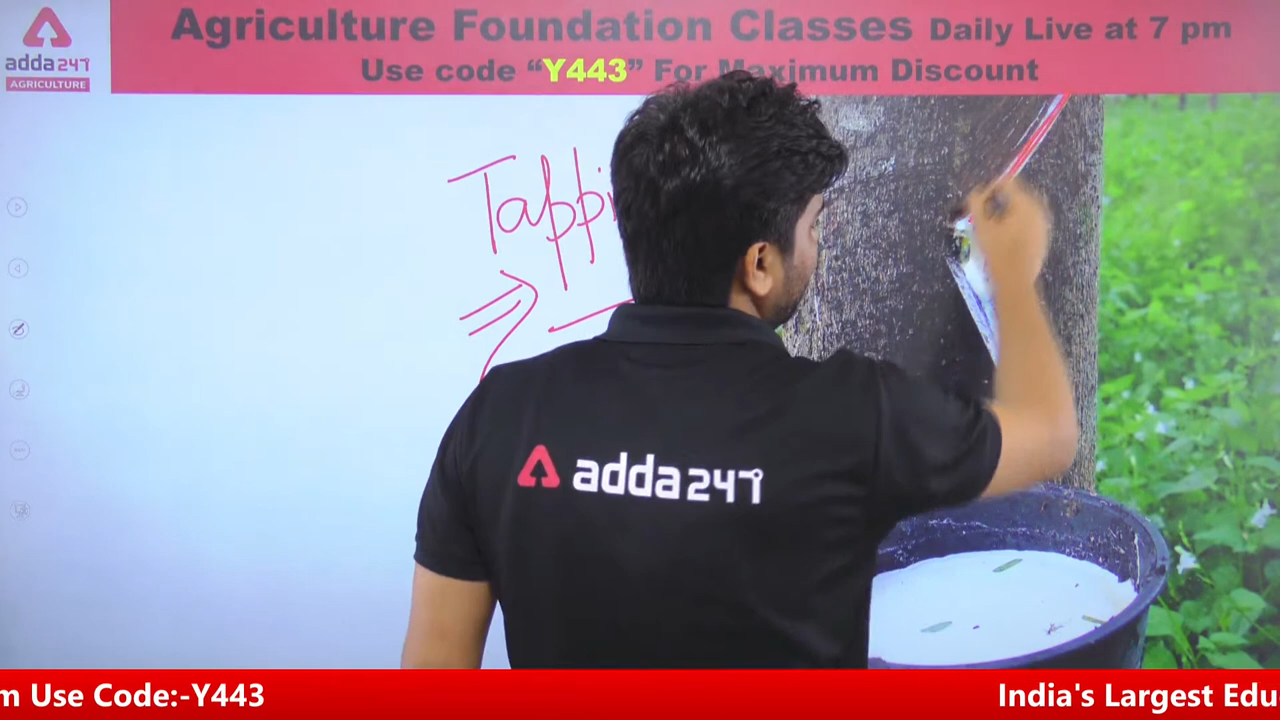 Agriculture Foundation Classes Daily Live at 7 pm
Use code “Y443” For Maximum Discount
adda247
AGRICULTURE
adda247
m Use Code:-Y443
India's Largest Edu